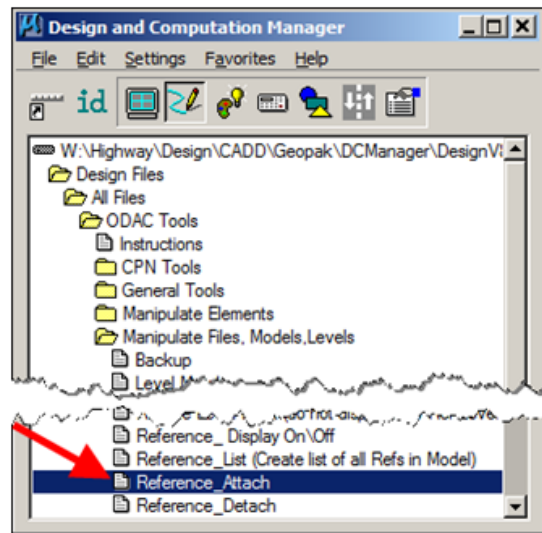 Design and Computation Manager
File Edit Settings Favorites Help
id
W:\Highway\Design\CADD\Geopak\DCManager\DesignV8
Design Files
All Files
ODAC Tools
Instructions
CPN Tools
General Tools
Manipulate Elements
Manipulate Files, Models,Levels
Backup
Level
Reference_ Display On\Off
Reference_List (Create list of all Refs in Model)
Reference_Attach
Reference_Detach